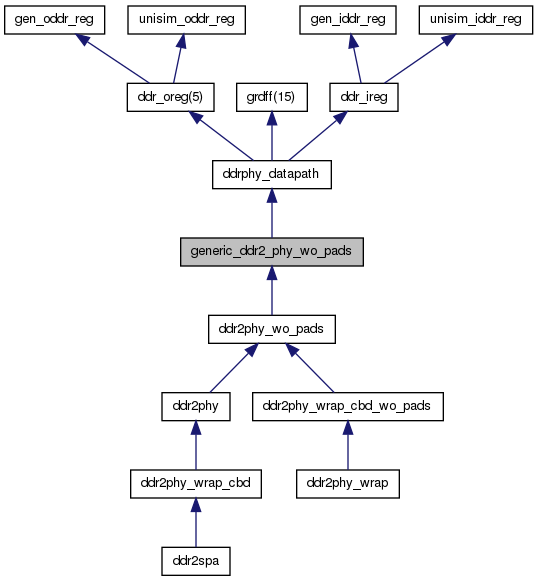 gen_oddr_reg
unisim_oddr_reg
gen_iddr_reg
unisim_iddr_reg
ddr_oreg(5)
grdff(15)
ddr_ireg
ddrphy_datapath
generic_ddr2_phy_wo_pads
ddr2phy_wo_pads
ddr2phy
ddr2phy_wrap_cbd_wo_pads
ddr2phy_wrap_cbd
ddr2phy_wrap
ddr2spa